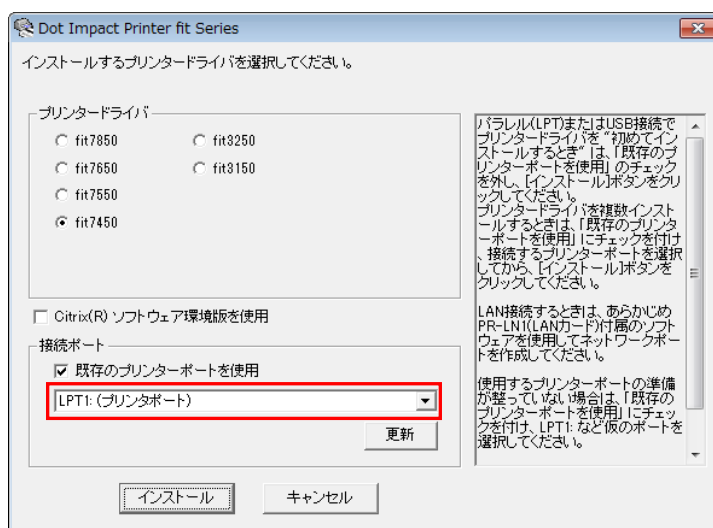 Dot Impact Printer fit Series
インストールするプリンタードライバを選択してください。
プリンタードライバ
fit7850
fit3250
fit7650
fit3150
fit7550
fit7450
Citrix(R) ソフトウェア環境版を使用
接続ポート
既存のプリンターポートを使用
LPT1: (プリンタポート)
更新
インストール
キャンセル
パラレル(LPT)またはUSB接続で
プリンタードライバを "初めてイン
ストールするとき" は、「既存のプ
リンターポートを使用」 のチェック
を外し、[インストール]ボタンをクリ
ックしてください。
プリンタードライバを複数インスト
ールするときは、「既存のプリンタ
ーポートを使用」にチェックを付け
、接続するプリンターポートを選択
してから、[インストール]ボタンを
クリックしてください。
LAN接続するときは、あらかじめ
PR-LN1(LANカード)付属のソフト
ウェアを使用してネットワークポー
トを作成してください。
使用するプリンターポートの準備
が整っていない場合は、「既存の
プリンターポートを使用」にチェッ
クを付け、LPT1: など仮のポートを
選択してください。